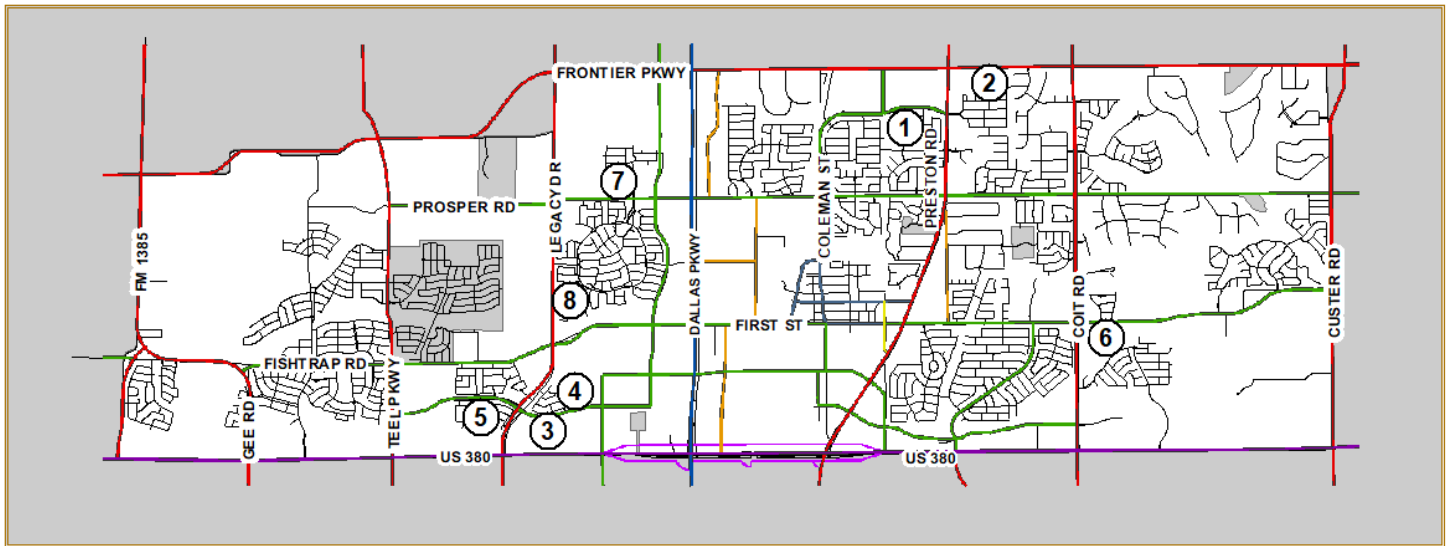 FRONTIER PKWY
2
1
7
PROSPER RD
LEGACY DR
COLEMAN ST
PRESTON RD
FM 1385
8
DALLAS PKWY
FIRST ST
COIT RD
CUSTER RD
6
FISHTRAP RD
TEEL PKWY
GEE RD
4
5
3
US 380
US 380